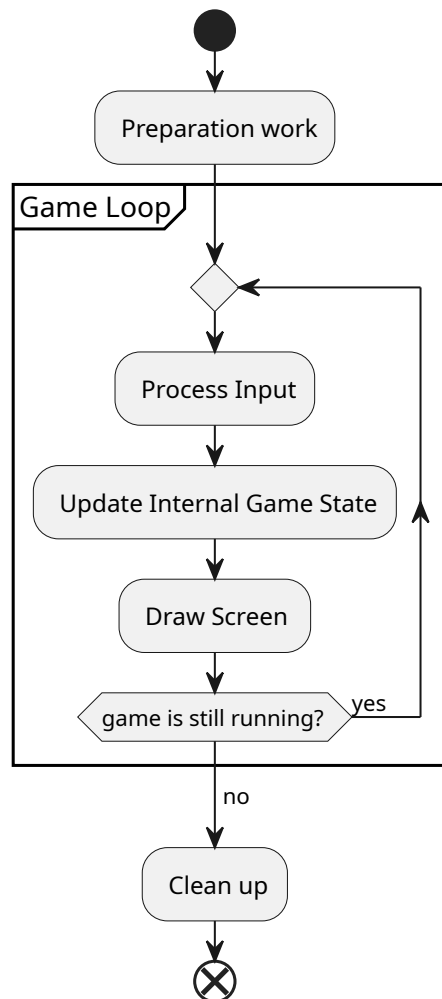 Preparation work
Game Loop
Process Input
Update Internal Game State
Draw Screen
game is still running?
yes
no
Clean up